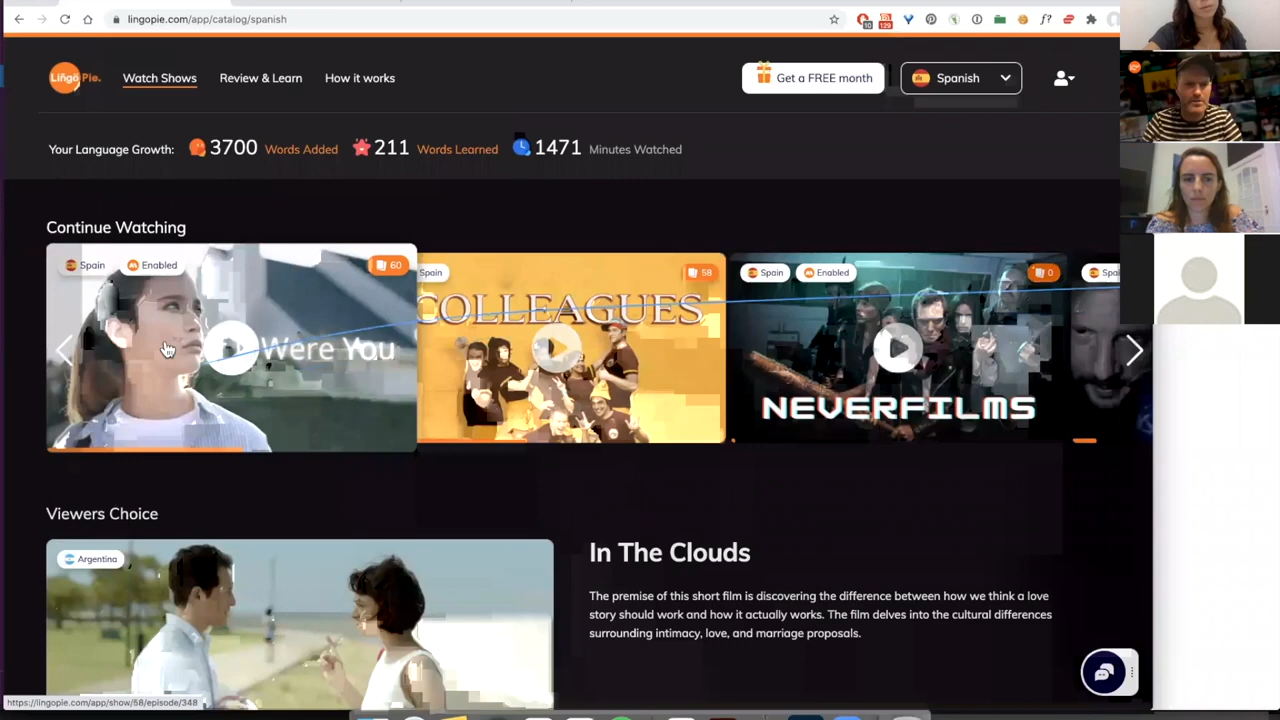 lingopie.com/app/catalog/spanish
10
129
f?
Lingo Pie.
Watch Shows
Review & Learn
How it works
Get a FREE month
Spanish
Your Language Growth:
3700 Words Added
211 Words Learned
1471 Minutes Watched
Continue Watching
Spain
Enabled
60
Were You
Spain
58
COLLEAGUES
Spain
Enabled
0
NEVERFILMS
Spai
Viewers Choice
Argentina
In The Clouds
The premise of this short film is discovering the difference between how we think a love
story should work and how it actually works. The film delves into the cultural differences
surrounding intimacy, love, and marriage proposals.
https://lingopie.com/app/show/58/episode/348